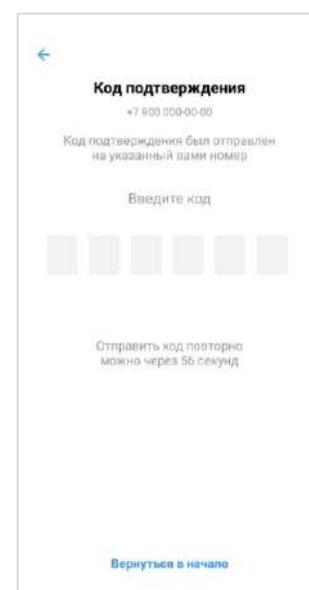 Код подтверждения
+7 900 000-00-00
Код подтверждения был отправлен
на указанный вами номер
Введите код
Отправить код повторно
можно через 56 секунд
Вернуться в начало